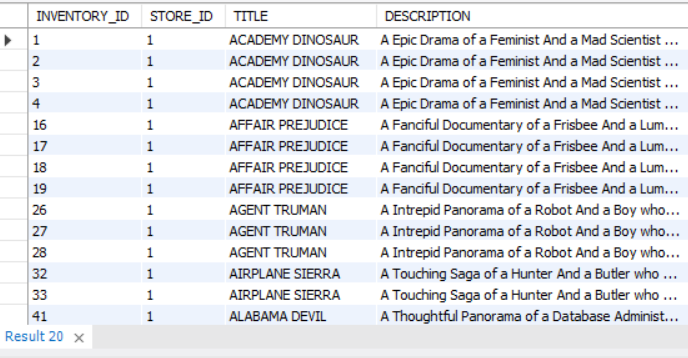 INVENTORY_ID STORE_ID TITLE DESCRIPTION
1 1 ACADEMY DINOSAUR A Epic Drama of a Feminist And a Mad Scientist ...
2 1 ACADEMY DINOSAUR A Epic Drama of a Feminist And a Mad Scientist ...
3 1 ACADEMY DINOSAUR A Epic Drama of a Feminist And a Mad Scientist ...
4 1 ACADEMY DINOSAUR A Epic Drama of a Feminist And a Mad Scientist ...
16 1 AFFAIR PREJUDICE A Fanciful Documentary of a Frisbee And a Lum...
17 1 AFFAIR PREJUDICE A Fanciful Documentary of a Frisbee And a Lum...
18 1 AFFAIR PREJUDICE A Fanciful Documentary of a Frisbee And a Lum...
19 1 AFFAIR PREJUDICE A Fanciful Documentary of a Frisbee And a Lum...
26 1 AGENT TRUMAN A Intrepid Panorama of a Robot And a Boy who...
27 1 AGENT TRUMAN A Intrepid Panorama of a Robot And a Boy who...
28 1 AGENT TRUMAN A Intrepid Panorama of a Robot And a Boy who...
32 1 AIRPLANE SIERRA A Touching Saga of a Hunter And a Butler who ...
33 1 AIRPLANE SIERRA A Touching Saga of a Hunter And a Butler who ...
41 1 ALABAMA DEVIL A Thoughtful Panorama of a Database Administ...
Result 20